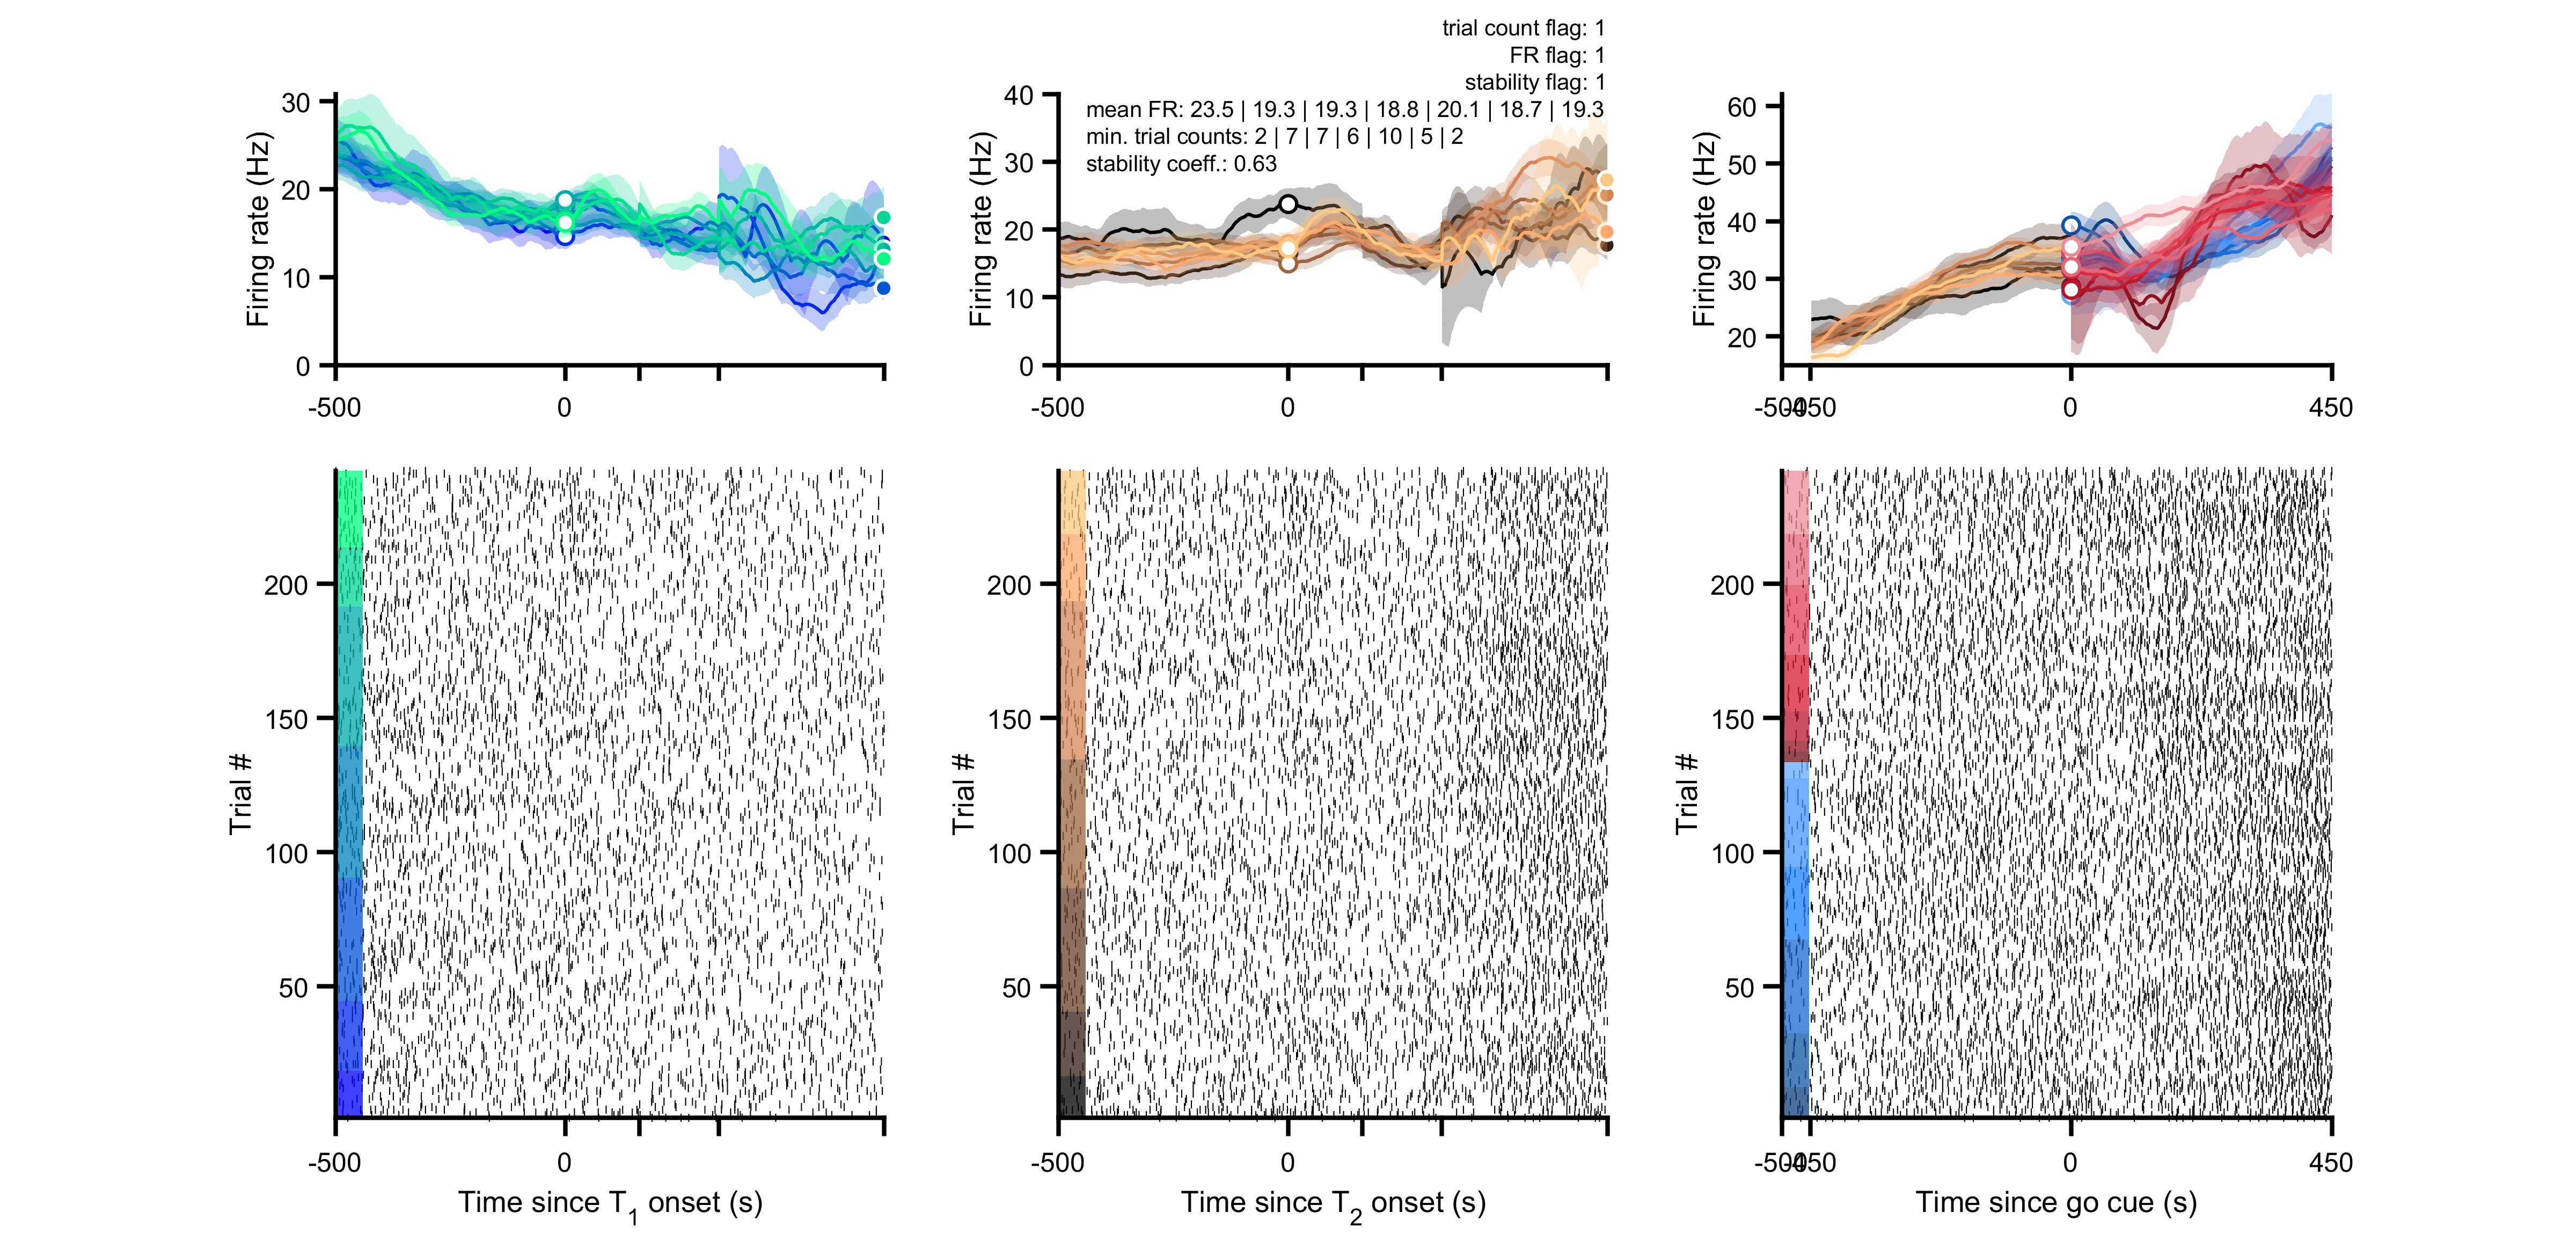 trial count flag: 1
FR flag: 1
stability flag: 1
mean FR: 23.5 | 19.3 | 19.3 | 18.8 | 20.1 | 18.7 | 19.3
min. trial counts: 2 | 7 | 7 | 6 | 10 | 5 | 2
stability coeff.: 0.63
Firing rate (Hz)
30
20
10
0
-500
0
Firing rate (Hz)
40
30
20
10
0
-500
0
Firing rate (Hz)
60
50
40
30
20
-500
-450
0
450
Trial #
200
150
100
50
-500
0
Time since T1 onset (s)
Trial #
200
150
100
50
-500
0
Time since T2 onset (s)
Trial #
200
150
100
50
-500
-450
0
450
Time since go cue (s)